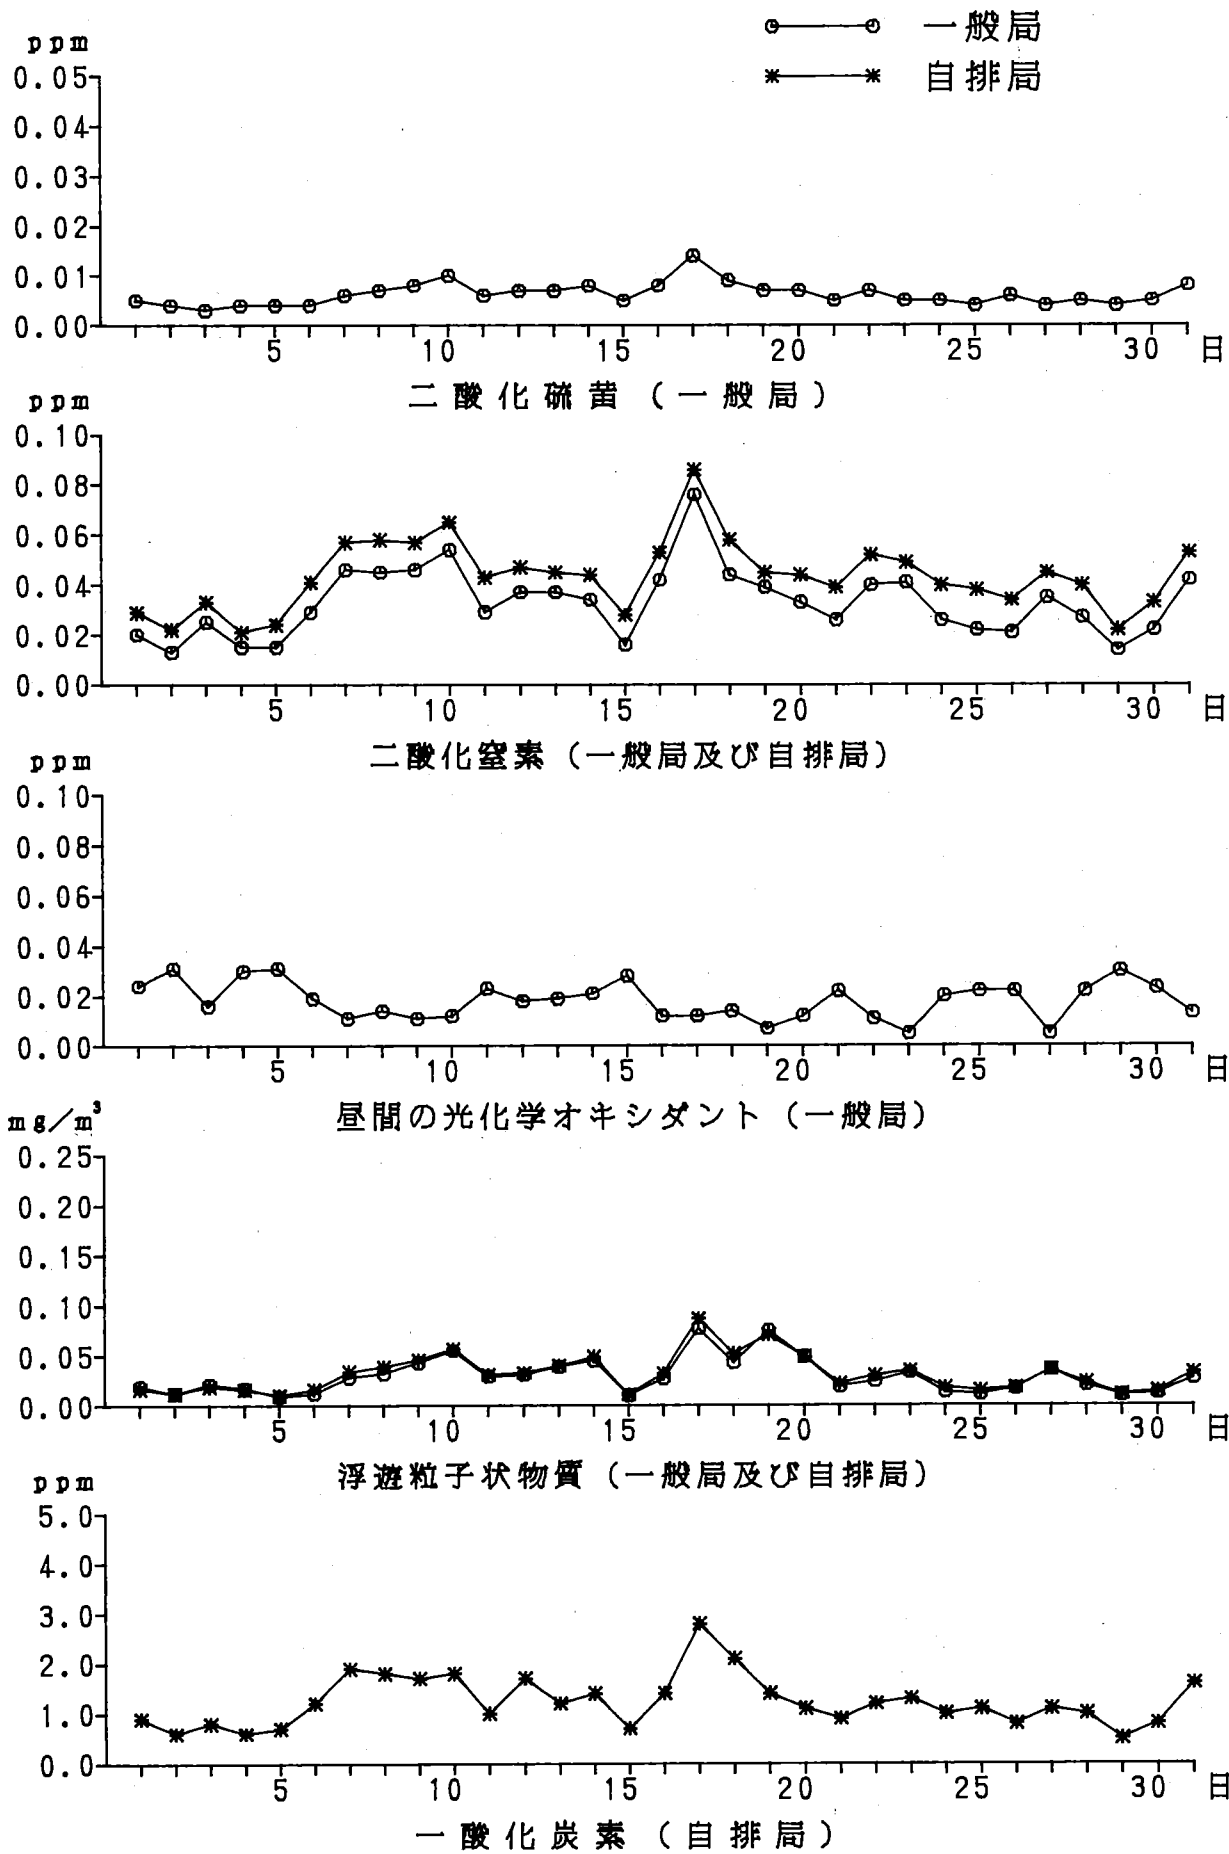 一般局
自排局
ppm
0.05
0.04
0.03
0.02
0.01
0.00
5 10 15 20 25 30 日
二酸化硫黄（一般局）
ppm
0.10
0.08
0.06
0.04
0.02
0.00
5 10 15 20 25 30 日
二酸化窒素（一般局及び自排局）
ppm
0.10
0.08
0.06
0.04
0.02
0.00
5 10 15 20 25 30 日
昼間の光化学オキシダント（一般局）
mg/m³
0.25
0.20
0.15
0.10
0.05
0.00
5 10 15 20 25 30 日
浮遊粒子状物質（一般局及び自排局）
ppm
5.0
4.0
3.0
2.0
1.0
0.0
5 10 15 20 25 30 日
一酸化炭素（自排局）